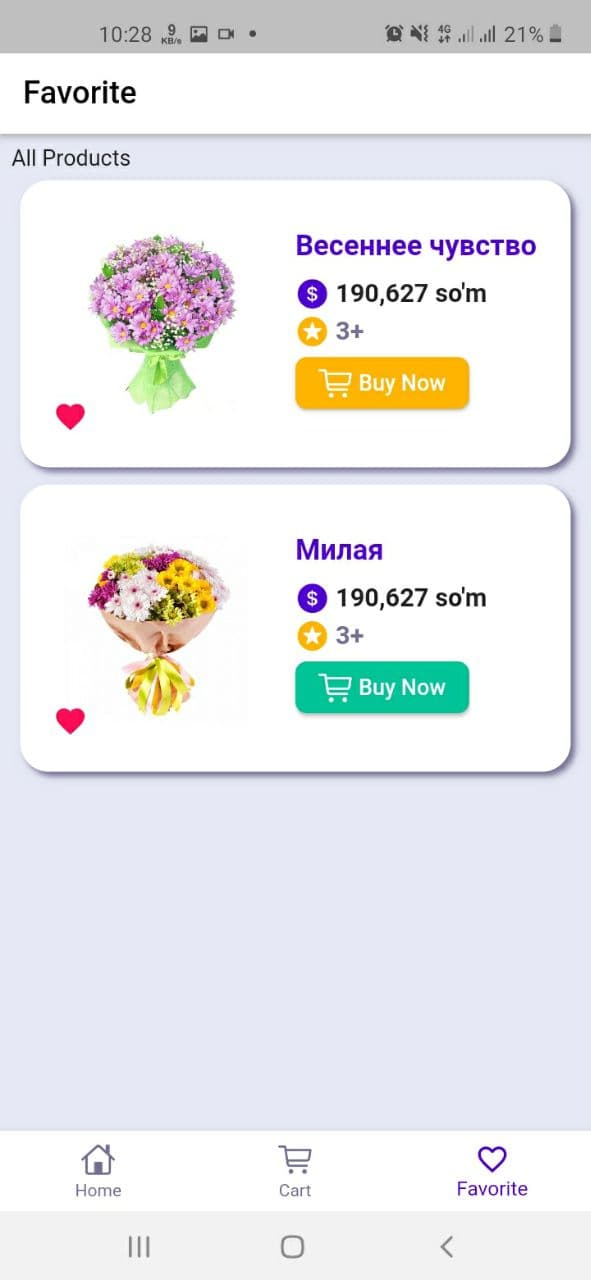 10:28 9 KB/s 4G 21%
Favorite
All Products
Весеннее чувство
$ 190,627 so'm
3+
Buy Now
Милая
$ 190,627 so'm
3+
Buy Now
Home Cart Favorite